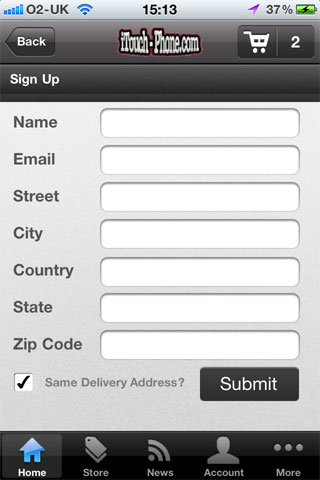 O2-UK 15:13 37%
Back iTouch-Phone.com 2
Sign Up
Name
Email
Street
City
Country
State
Zip Code
Same Delivery Address? Submit
Home Store News Account More